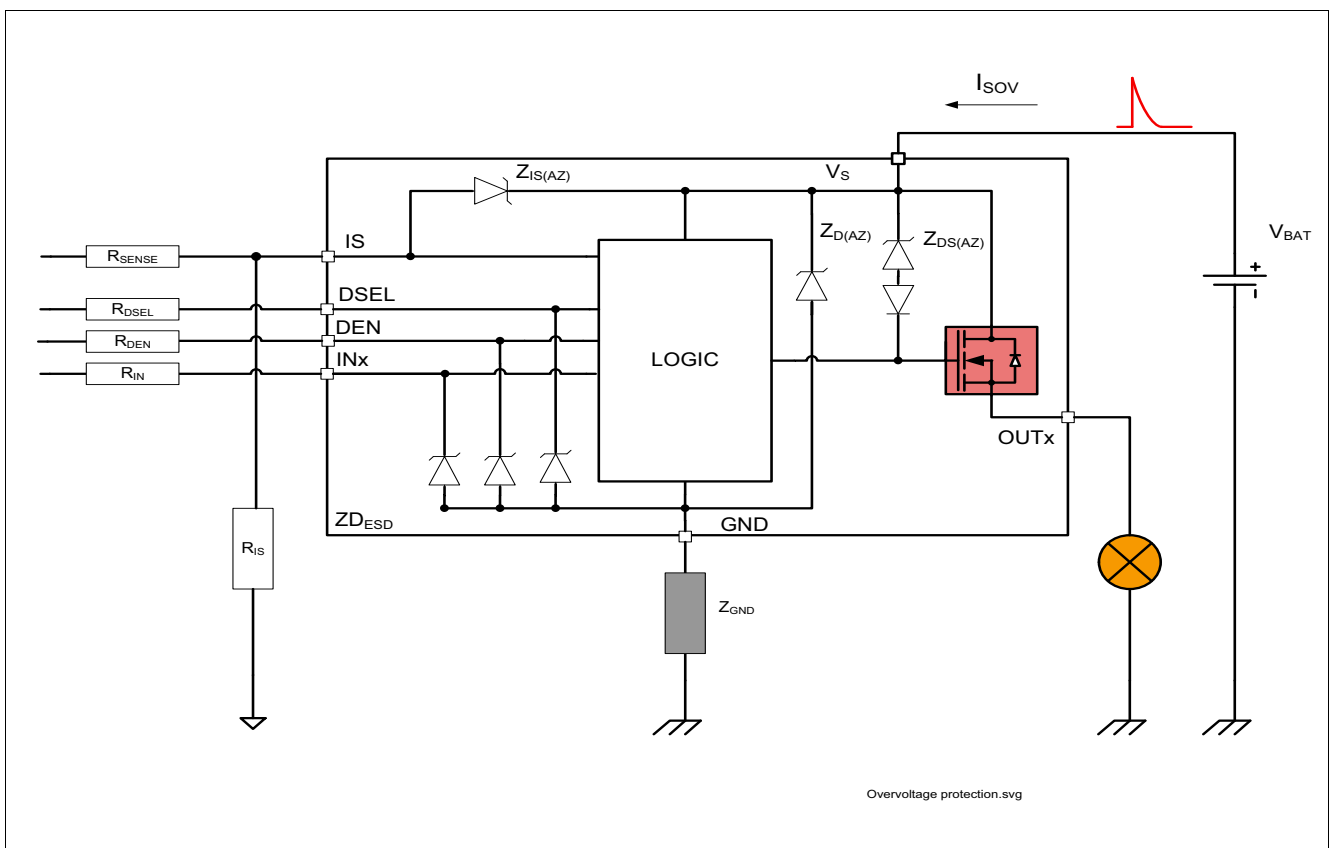 ISOV
ZIS(AZ)
VS
IS
RSENSE
ZD(AZ)
ZDS(AZ)
VBAT
+
-
DSEL
RDSEL
DEN
RDEN
INx
RIN
LOGIC
OUTx
ZDESD
GND
RIS
ZGND
Overvoltage protection.svg